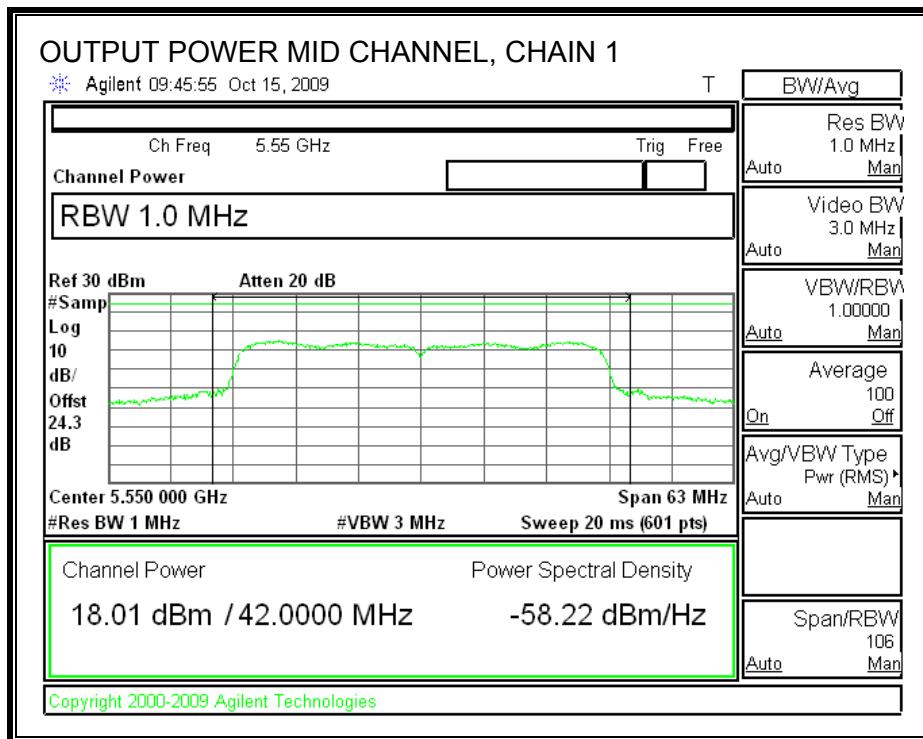 OUTPUT POWER MID CHANNEL, CHAIN 1
Agilent 09:45:55 Oct 15, 2009 T
Ch Freq 5.55 GHz Trig Free
Channel Power
RBW 1.0 MHz
Ref 30 dBm Atten 20 dB
#Samp
Log
10
dB/
Offst
24.3
dB
Center 5.550 000 GHz Span 63 MHz
#Res BW 1 MHz #VBW 3 MHz Sweep 20 ms (601 pts)
Channel Power Power Spectral Density
18.01 dBm / 42.0000 MHz -58.22 dBm/Hz
Copyright 2000-2009 Agilent Technologies
BW/Avg
Res BW
1.0 MHz
Auto Man
Video BW
3.0 MHz
Auto Man
VBW/RBW
1.00000
Auto Man
Average
100
On Off
Avg/VBW Type
Pwr (RMS)
Auto Man
Span/RBW
106
Auto Man